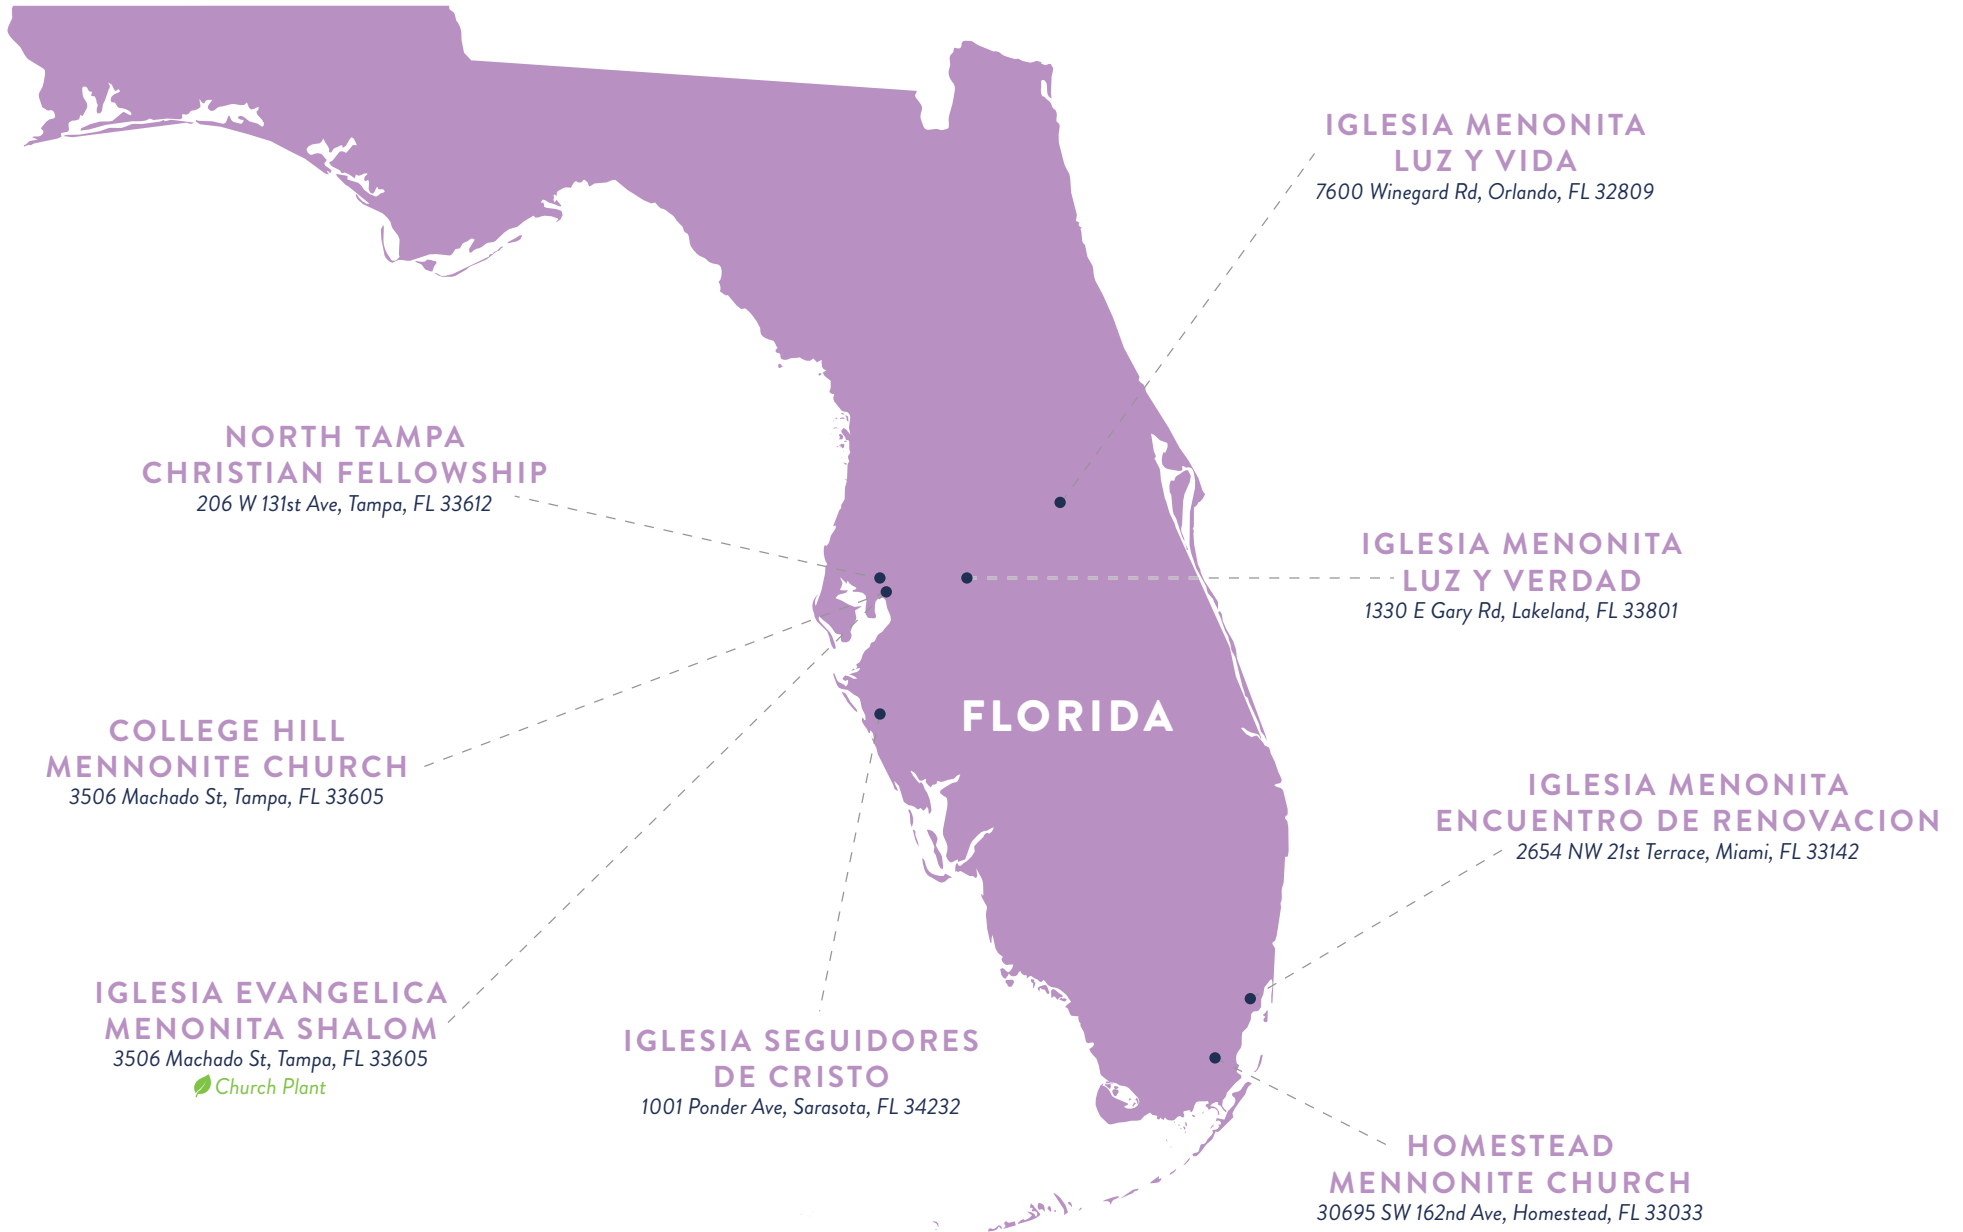 IGLESIA MENONITA
LUZ Y VIDA
7600 Winegard Rd, Orlando, FL 32809
NORTH TAMPA
CHRISTIAN FELLOWSHIP
206 W 131st Ave, Tampa, FL 33612
IGLESIA MENONITA
LUZ Y VERDAD
1330 E Gary Rd, Lakeland, FL 33801
FLORIDA
COLLEGE HILL
MENNONITE CHURCH
3506 Machado St, Tampa, FL 33605
IGLESIA MENONITA
ENCUENTRO DE RENOVACION
2654 NW 21st Terrace, Miami, FL 33142
IGLESIA EVANGELICA
MENONITA SHALOM
3506 Machado St, Tampa, FL 33605
Church Plant
IGLESIA SEGUIDORES
DE CRISTO
1001 Ponder Ave, Sarasota, FL 34232
HOMESTEAD
MENNONITE CHURCH
30695 SW 162nd Ave, Homestead, FL 33033